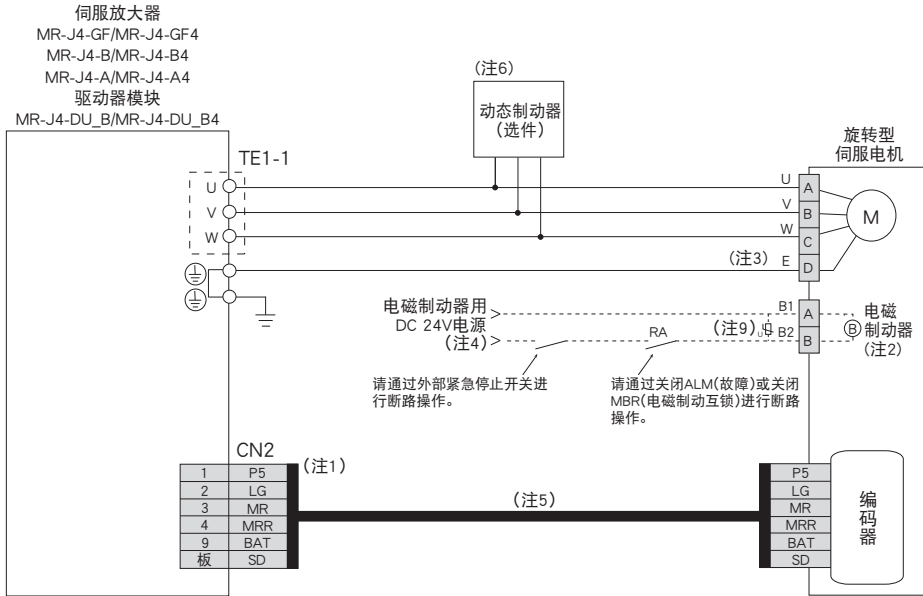 伺服放大器
MR-J4-GF/MR-J4-GF4
MR-J4-B/MR-J4-B4
MR-J4-A/MR-J4-A4
驱动器模块
MR-J4-DU_B/MR-J4-DU_B4
(注6)
动态制动器
(选件)
旋转型
伺服电机
TE1-1
U
V
W
U
V
W
(注3) E
A
B
C
D
M
电磁制动器用
DC 24V电源
(注4)
RA
(注9)
U
B1
B2
A
B
B
电磁
制动器
(注2)
请通过外部紧急停止开关进
行断路操作。
请通过关闭ALM(故障)或关闭
MBR(电磁制动互锁)进行断路
操作。
CN2
(注1)
1 P5
2 LG
3 MR
4 MRR
9 BAT
板 SD
(注5)
P5
LG
MR
MRR
BAT
SD
编
码
器